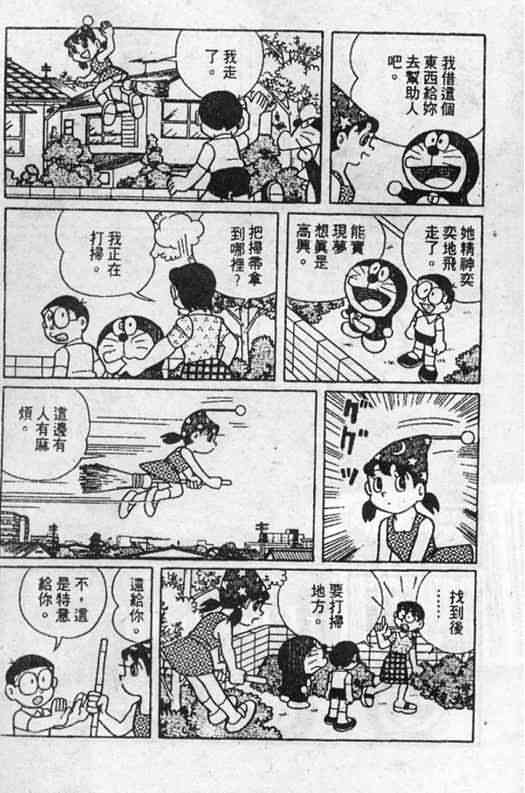 我借這個
東西給妳
去幫助人
吧。
我走
了。
她精神奕
奕地飛
走了。
能實
現夢
想真是
高興。
把掃帚拿
到哪裡？
我正在
打掃。
ググッ
這邊有
人有麻
煩。
找到後
……
要打掃
地方。
還給你。
不，這
是特意
給你。